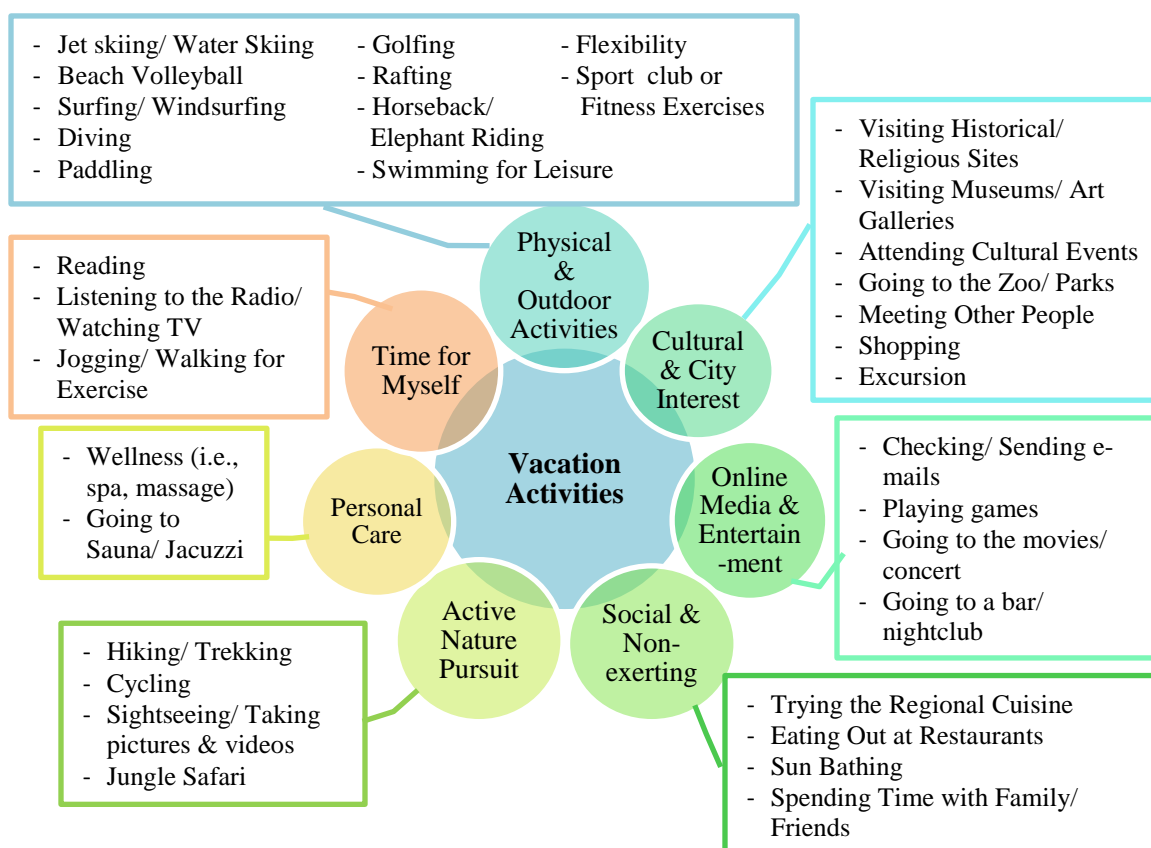 - Jet skiing/ Water Skiing
- Beach Volleyball
- Surfing/ Windsurfing
- Diving
- Paddling
- Golfing
- Rafting
- Horseback/
Elephant Riding
- Swimming for Leisure
- Flexibility
- Sport club or
Fitness Exercises
- Visiting Historical/
Religious Sites
- Visiting Museums/ Art
Galleries
- Attending Cultural Events
- Going to the Zoo/ Parks
- Meeting Other People
- Shopping
- Excursion
- Reading
- Listening to the Radio/
Watching TV
- Jogging/ Walking for
Exercise
Physical
&
Outdoor
Activities
Time for
Myself
Cultural
& City
Interest
Vacation
Activities
- Wellness (i.e.,
spa, massage)
- Going to
Sauna/ Jacuzzi
Personal
Care
Online
Media &
Entertain
-ment
- Checking/ Sending e-
mails
- Playing games
- Going to the movies/
concert
- Going to a bar/
nightclub
Active
Nature
Pursuit
Social &
Non-
exerting
- Hiking/ Trekking
- Cycling
- Sightseeing/ Taking
pictures & videos
- Jungle Safari
- Trying the Regional Cuisine
- Eating Out at Restaurants
- Sun Bathing
- Spending Time with Family/
Friends